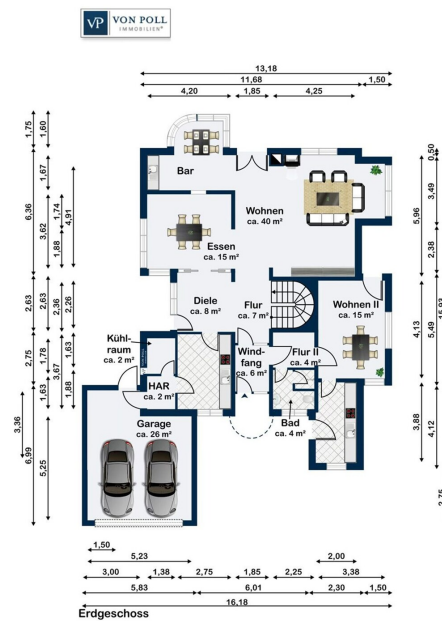 VP VON POLL
IMMOBILIEN®
13,18
11,68 1,50
4,20 1,85 4,25
1,75 1,60
Bar
0,50
1,67
3,49
Wohnen
ca. 40 m²
6,36 4,91
5,96
3,62 1,74
Essen
ca. 15 m²
1,88
2,38
2,63 2,63 2,36 2,26
Diele
ca. 8 m²
Flur
ca. 7 m²
Wohnen II
ca. 15 m²
4,13 5,49
Kühl-
raum
ca. 2 m²
Wind-
fang
ca. 6 m²
Flur II
ca. 4 m²
2,75 1,78 3,67 1,83
HAR
ca. 2 m²
1,63 1,88
Bad
ca. 4 m²
3,88 4,12
3,36
Garage
ca. 26 m²
6,99 5,25
2,75
1,50
5,23 2,00
3,00 1,38 2,75 1,85 2,25 3,38
5,83 6,01 2,30 1,50
16,18
Erdgeschoss